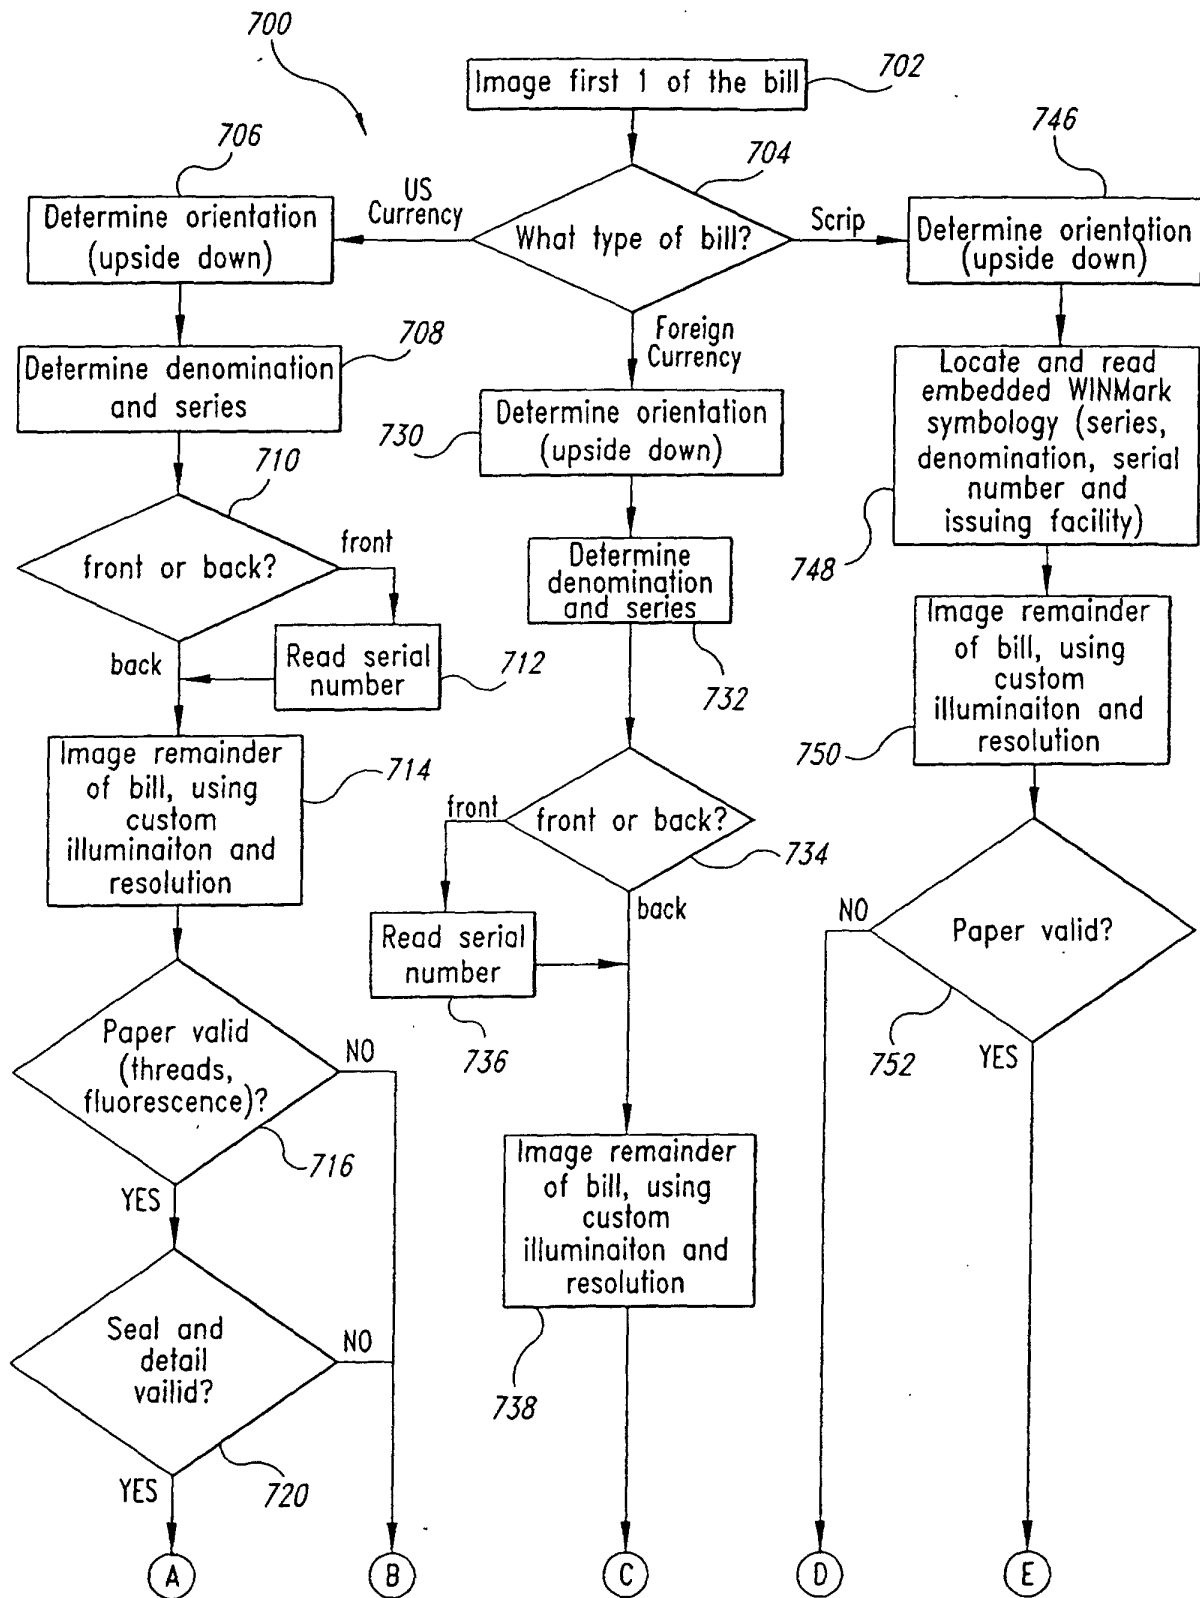 700
Image first 1 of the bill
702
706
704
746
US
Currency
Scrip
Determine orientation
(upside down)
What type of bill?
Determine orientation
(upside down)
Foreign
Currency
708
Determine denomination
and series
Locate and read
embedded WINMark
symbology (series,
denomination, serial
number and
issuing facility)
730
Determine orientation
(upside down)
710
front or back?
front
748
Determine
denomination
and series
back
Read serial
number
712
732
Image remainder
of bill, using
custom
illuminaiton and
resolution
750
Image remainder
of bill, using
custom
illuminaiton and
resolution
714
front
front or back?
734
back
Read serial
number
736
NO
Paper valid?
752
YES
Paper valid
(threads,
fluorescence)?
NO
716
YES
Image remainder
of bill, using
custom
illuminaiton and
resolution
738
Seal and
detail
vailid?
NO
720
YES
A
B
C
D
E